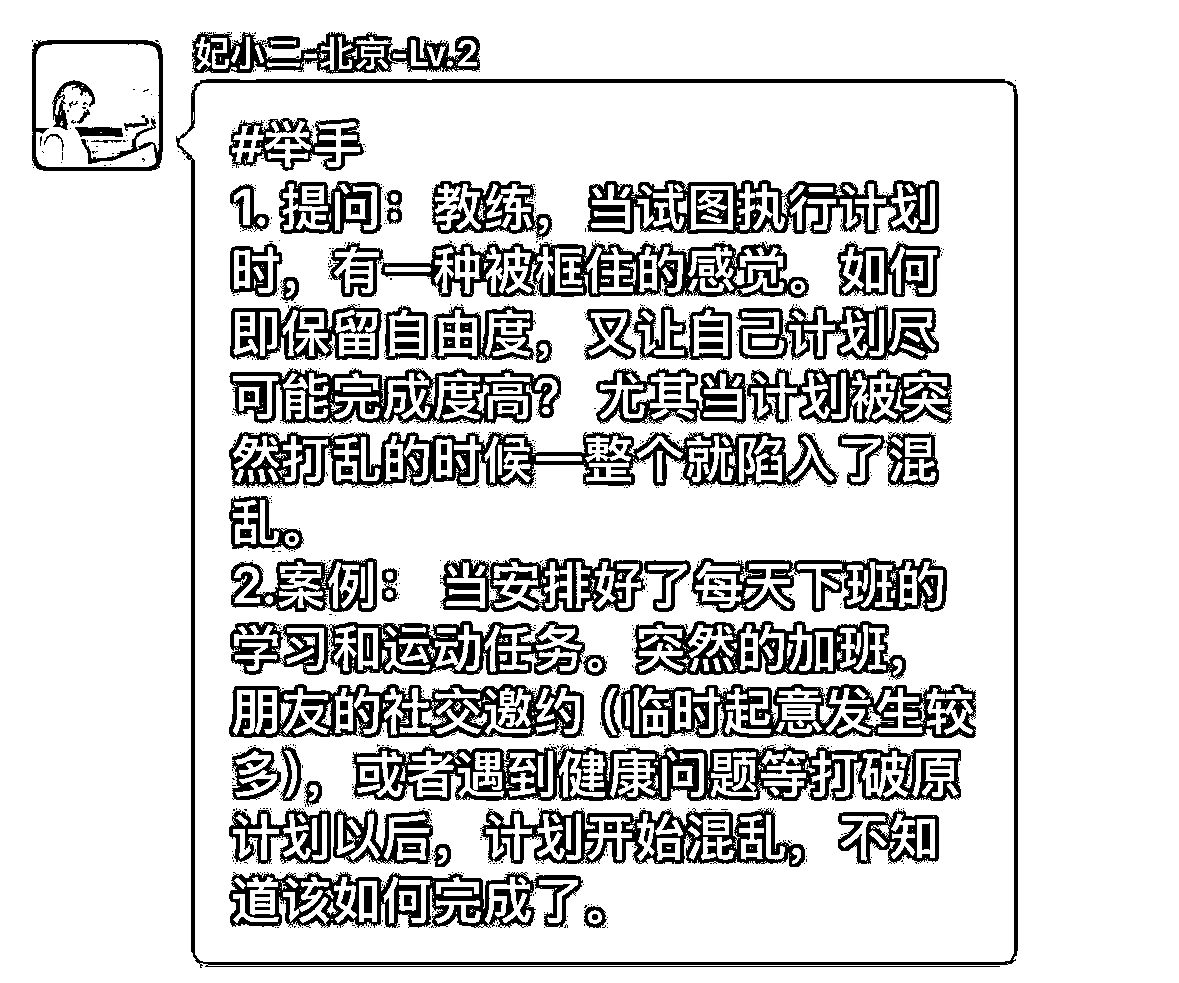 妃小二-北京-Lv.2
#举手
1. 提问：教练，当试图执行计划
时，有一种被框住的感觉。如何
即保留自由度，又让自己计划尽
可能完成度高？ 尤其当计划被突
然打乱的时候—整个就陷入了混
乱。
2.案例： 当安排好了每天下班的
学习和运动任务。突然的加班，
朋友的社交邀约（临时起意发生较
多），或者遇到健康问题等打破原
计划以后，计划开始混乱，不知
道该如何完成了。